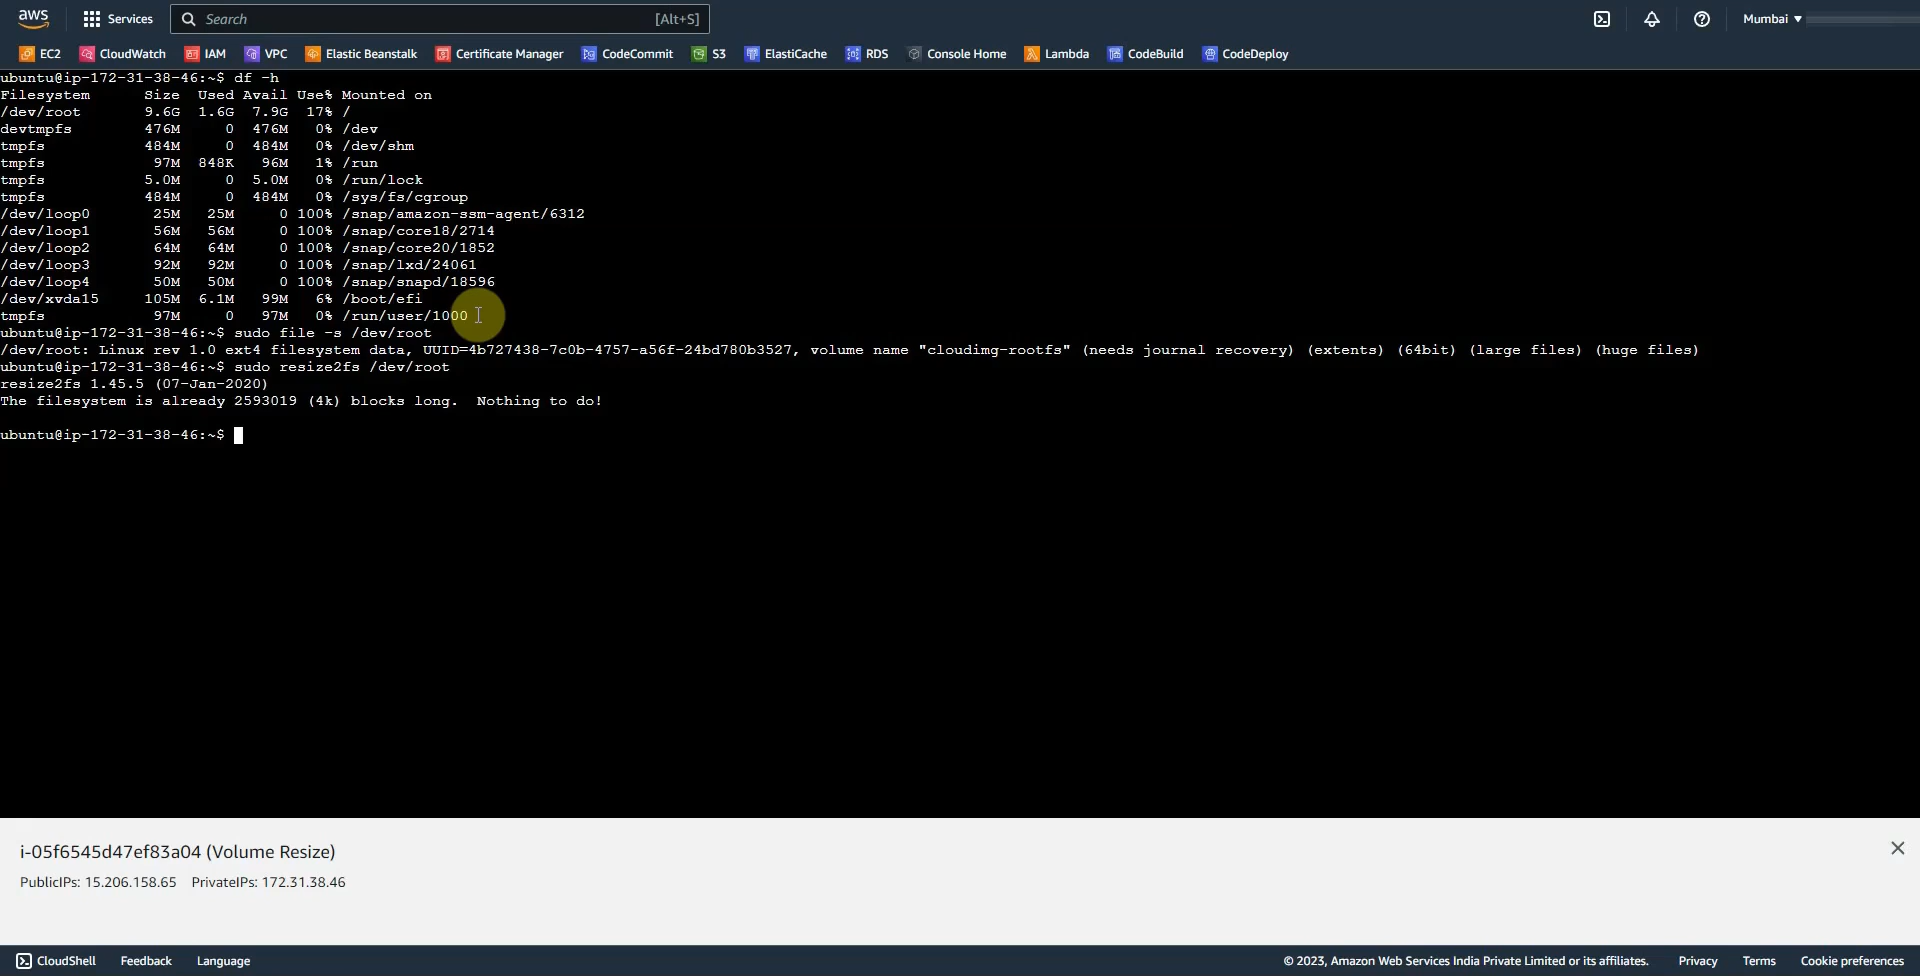 aws Services Search [Alt+S] Mumbai ▼
EC2 CloudWatch IAM VPC Elastic Beanstalk Certificate Manager CodeCommit S3 ElastiCache RDS Console Home Lambda CodeBuild CodeDeploy
ubuntu@ip-172-31-38-46:~$ df -h
Filesystem      Size  Used Avail Use% Mounted on
/dev/root       9.6G  1.6G  7.9G  17% /
devtmpfs        476M     0  476M   0% /dev
tmpfs           484M     0  484M   0% /dev/shm
tmpfs            97M  848K   96M   1% /run
tmpfs           5.0M     0  5.0M   0% /run/lock
tmpfs           484M     0  484M   0% /sys/fs/cgroup
/dev/loop0       25M   25M     0 100% /snap/amazon-ssm-agent/6312
/dev/loop1       56M   56M     0 100% /snap/core18/2714
/dev/loop2       64M   64M     0 100% /snap/core20/1852
/dev/loop3       92M   92M     0 100% /snap/lxd/24061
/dev/loop4       50M   50M     0 100% /snap/snapd/18596
/dev/xvda15     105M  6.1M   99M   6% /boot/efi
tmpfs            97M     0   97M   0% /run/user/1000
ubuntu@ip-172-31-38-46:~$ sudo file -s /dev/root
/dev/root: Linux rev 1.0 ext4 filesystem data, UUID=4b727438-7c0b-4757-a56f-24bd780b3527, volume name "cloudimg-rootfs" (needs journal recovery) (extents) (64bit) (large files) (huge files)
ubuntu@ip-172-31-38-46:~$ sudo resize2fs /dev/root
resize2fs 1.45.5 (07-Jan-2020)
The filesystem is already 2593019 (4k) blocks long.  Nothing to do!
ubuntu@ip-172-31-38-46:~$
i-05f6545d47ef83a04 (Volume Resize)
PublicIPs: 15.206.158.65 PrivateIPs: 172.31.38.46
CloudShell Feedback Language © 2023, Amazon Web Services India Private Limited or its affiliates. Privacy Terms Cookie preferences